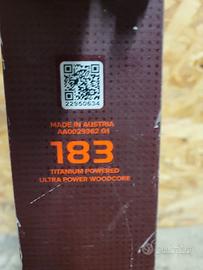 22950634
MADE IN AUSTRIA
AA0029362 01
183
TITANIUM POWERED
ULTRA POWER WOODCORE